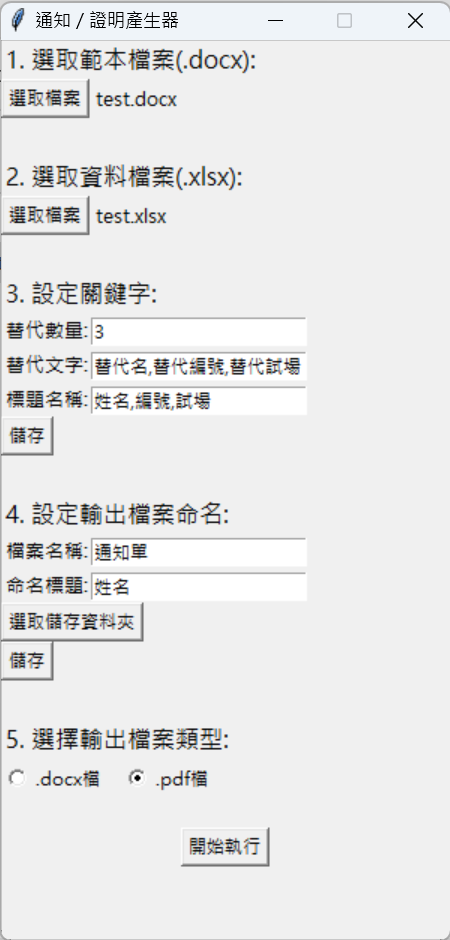 通知 / 證明產生器
1. 選取範本檔案(.docx):
選取檔案 test.docx
2. 選取資料檔案(.xlsx):
選取檔案 test.xlsx
3. 設定關鍵字:
替代數量: 3
替代文字: 替代名,替代編號,替代試場
標題名稱: 姓名,編號,試場
儲存
4. 設定輸出檔案命名:
檔案名稱: 通知單
命名標題: 姓名
選取儲存資料夾
儲存
5. 選擇輸出檔案類型:
.docx檔 .pdf檔
開始執行